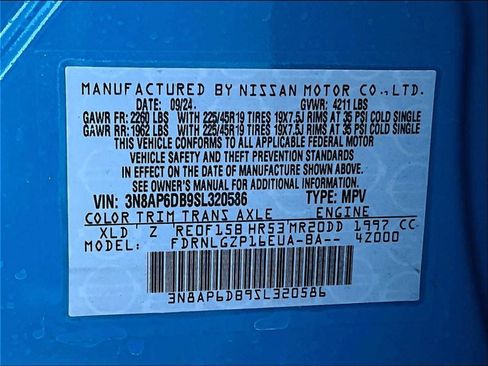 MANUFACTURED BY NISSAN MOTOR CO.,LTD.
DATE: 09/24. GVWR: 4211 LBS
GAWR FR: 2260 LBS WITH 225/45R19 TIRES 19X7.5J RIMS AT 35 PSI COLD SINGLE
GAWR RR: 1962 LBS WITH 225/45R19 TIRES 19X7.5J RIMS AT 35 PSI COLD SINGLE
THIS VEHICLE CONFORMS TO ALL APPLICABLE FEDERAL MOTOR
VEHICLE SAFETY AND THEFT PREVENTION STANDARDS
IN EFFECT ON THE DATE OF MANUFACTURE SHOWN ABOVE.
SEE OWNER'S MANUAL FOR ADDITIONAL INFORMATION.
VIN: 3N8AP6DB9SL320586 TYPE: MPV
COLOR TRIM TRANS AXLE ENGINE
XLD Z RE0F15B HR53 MR20DD 1997 CC
MODEL: FDRNLGZP16EUA-BA-- 4Z000
3N8AP6DB9SL320586